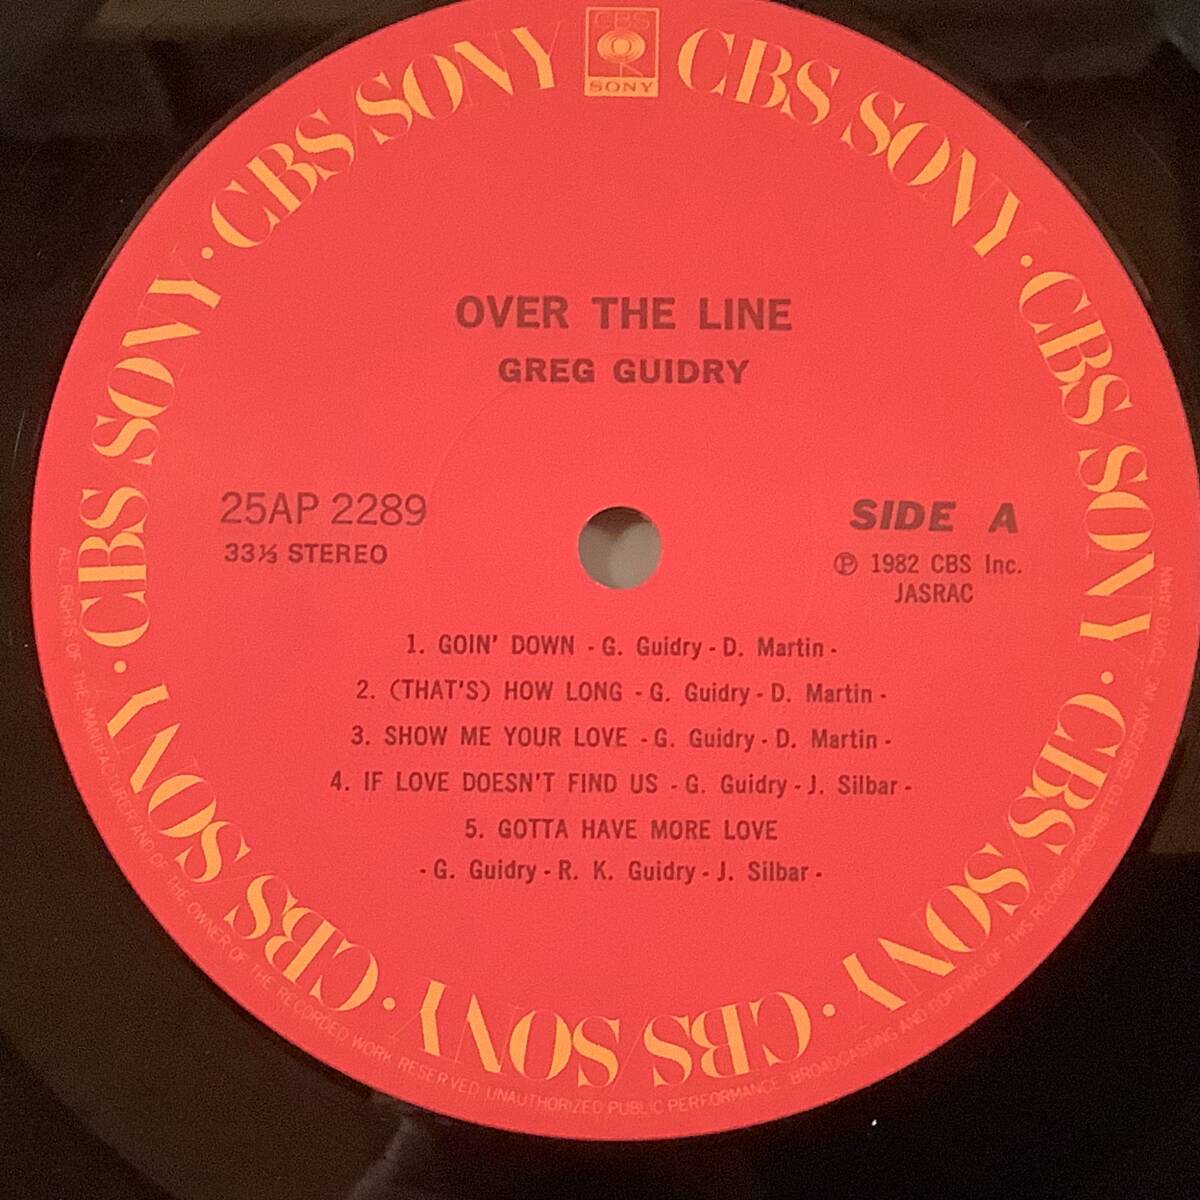 CBS
SONY
CBS/SONY · CBS/SONY · CBS/SONY · CBS/SONY · CBS/SONY · CBS/SONY · CBS/SONY
OVER THE LINE
GREG GUIDRY
25AP 2289
33⅓ STEREO
SIDE A
Ⓟ 1982 CBS Inc.
JASRAC
1. GOIN' DOWN - G. Guidry - D. Martin -
2. (THAT'S) HOW LONG - G. Guidry - D. Martin -
3. SHOW ME YOUR LOVE - G. Guidry - D. Martin -
4. IF LOVE DOESN'T FIND US - G. Guidry - J. Silbar -
5. GOTTA HAVE MORE LOVE
- G. Guidry - R. K. Guidry - J. Silbar -
ALL RIGHTS OF THE MANUFACTURER AND OF THE OWNER OF THE RECORDED WORK RESERVED UNAUTHORIZED PUBLIC PERFORMANCE BROADCASTING AND COPYING OF THIS RECORD PROHIBITED CBS/SONY INC. TOKYO JAPAN